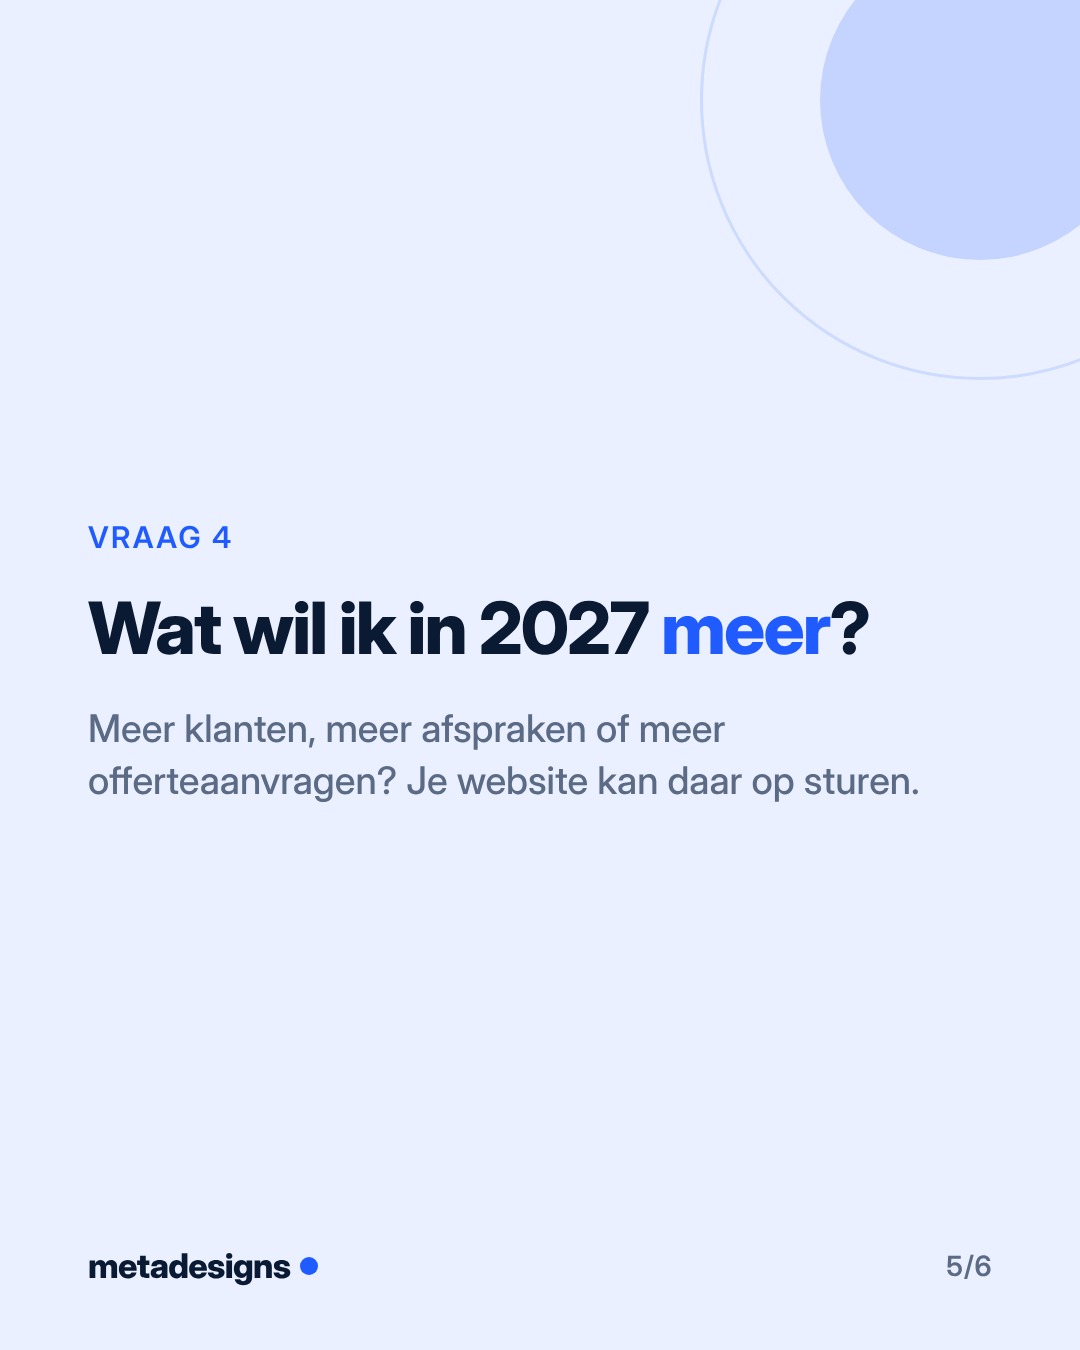 VRAAG 4
Wat wil ik in 2027 meer?
Meer klanten, meer afspraken of meer
offerteaanvragen? Je website kan daar op sturen.
metadesigns
5/6